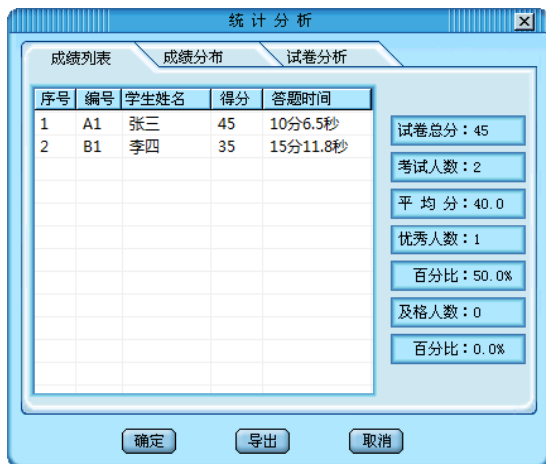 统计分析
成绩列表 成绩分布 试卷分析
序号 编号 学生姓名 得分 答题时间
1 A1 张三 45 10分6.5秒
2 B1 李四 35 15分11.8秒
试卷总分：45
考试人数：2
平 均 分：40.0
优秀人数：1
百分比：50.0%
及格人数：0
百分比：0.0%
确定 导出 取消